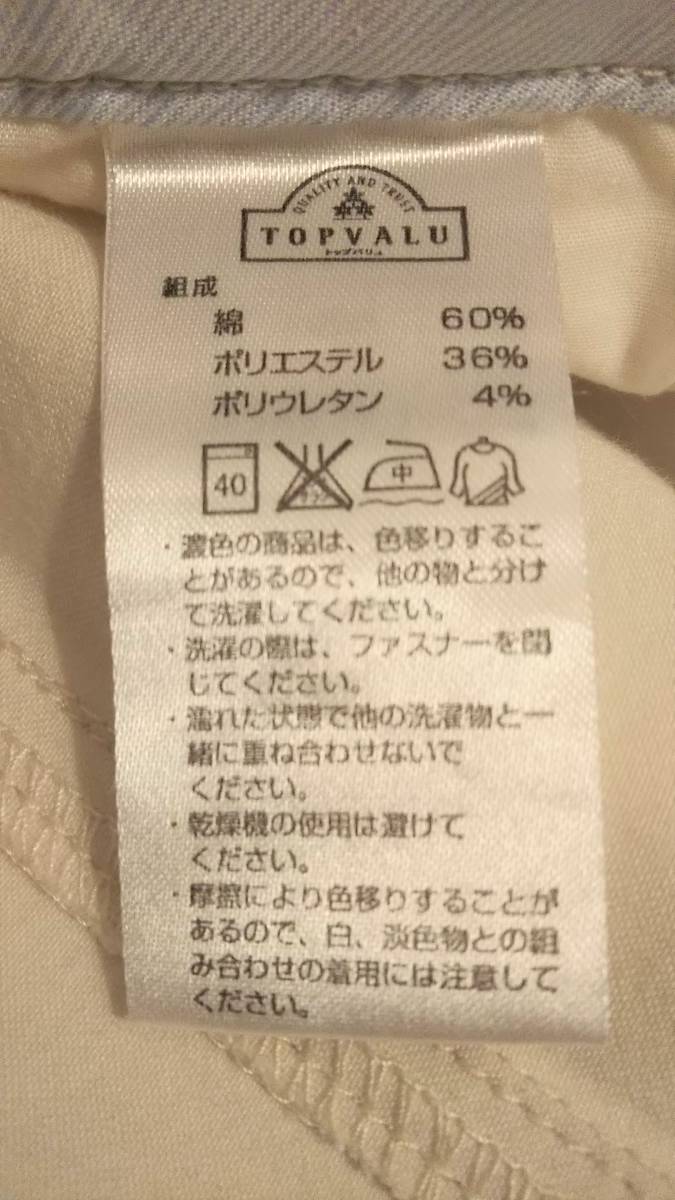 QUALITY AND TRUST
TOPVALU
トップバリュ
組成
綿 60%
ポリエステル 36%
ポリウレタン 4%
40 エンソサラシ 中
・濃色の商品は、色移りするこ
とがあるので、他の物と分け
て洗濯してください。
・洗濯の際は、ファスナーを閉
じてください。
・濡れた状態で他の洗濯物と一
緒に重ね合わせないで
ください。
・乾燥機の使用は避けて
ください。
・摩擦により色移りすることが
あるので、白、淡色物との組
み合わせの着用には注意して
ください。